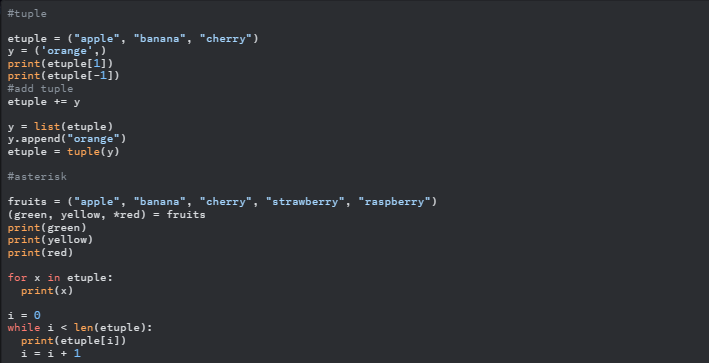 #tuple
etuple = ("apple", "banana", "cherry")
y = ('orange',)
print(etuple[1])
print(etuple[-1])
#add tuple
etuple += y
y = list(etuple)
y.append("orange")
etuple = tuple(y)
#asterisk
fruits = ("apple", "banana", "cherry", "strawberry", "raspberry")
(green, yellow, *red) = fruits
print(green)
print(yellow)
print(red)
for x in etuple:
  print(x)
i = 0
while i < len(etuple):
  print(etuple[i])
  i = i + 1